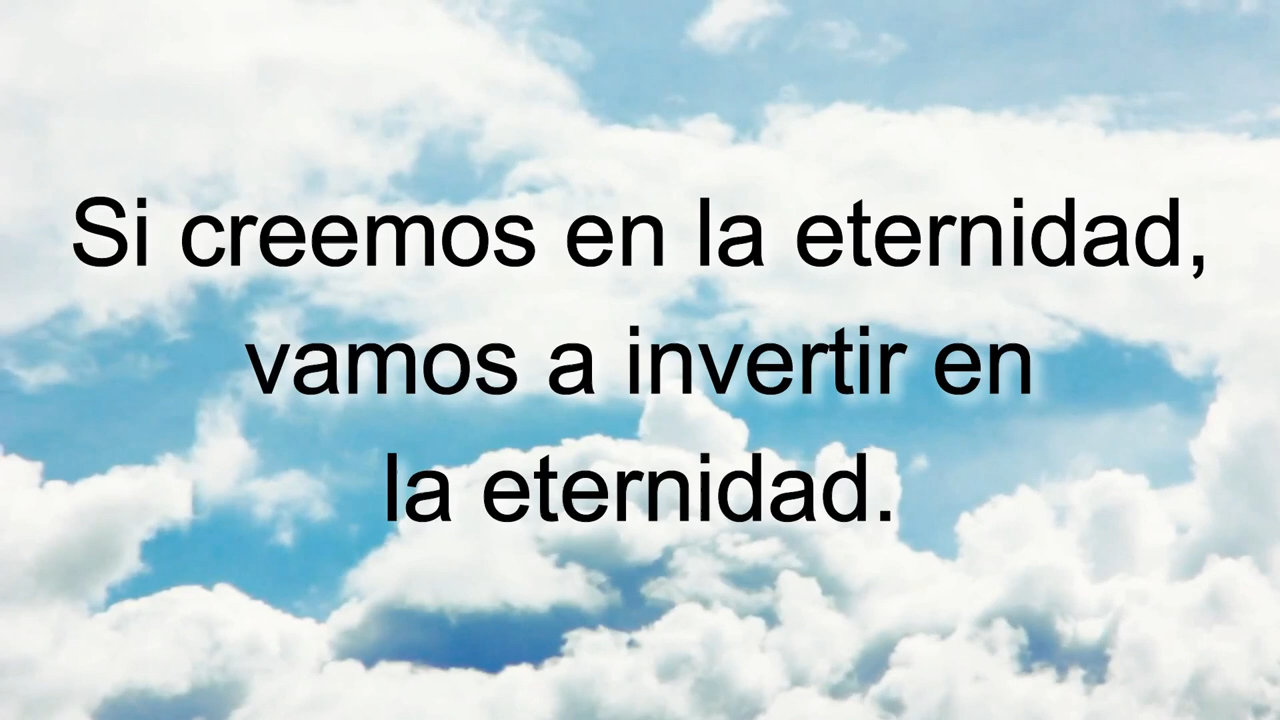 Si creemos en la eternidad,
vamos a invertir en
la eternidad.